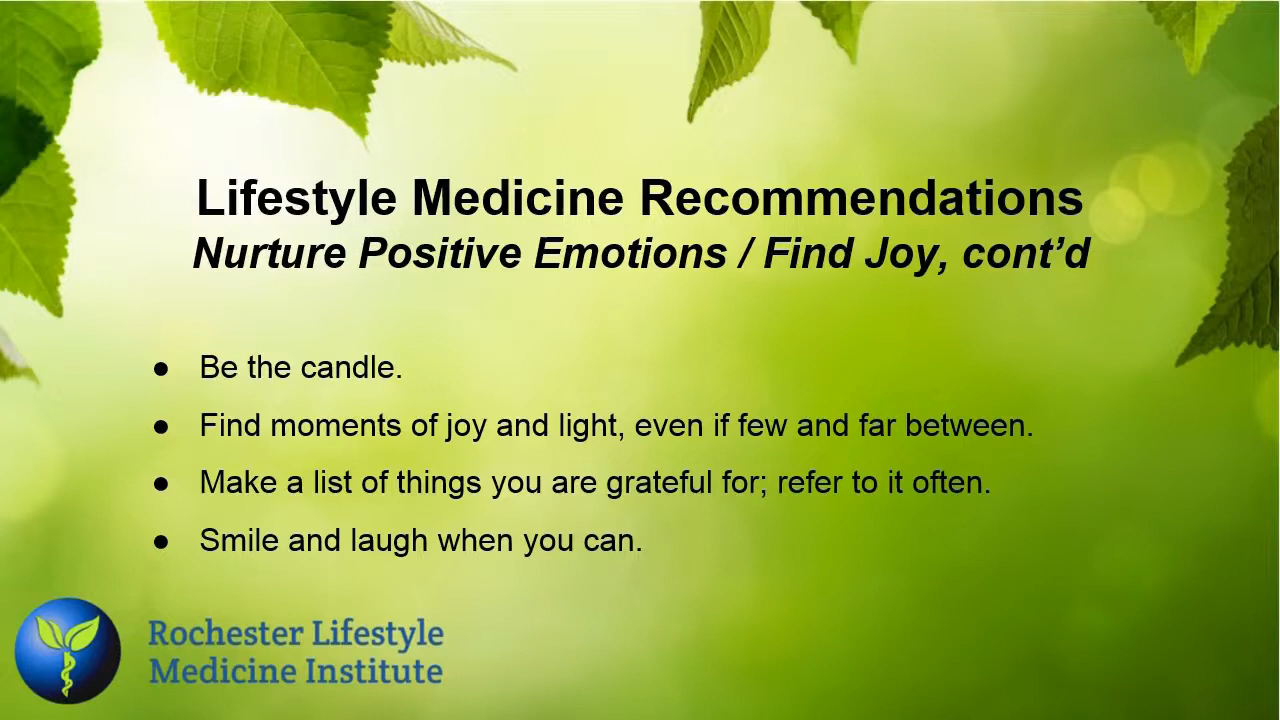 Lifestyle Medicine Recommendations
Nurture Positive Emotions / Find Joy, cont’d
● Be the candle.
● Find moments of joy and light, even if few and far between.
● Make a list of things you are grateful for; refer to it often.
● Smile and laugh when you can.
Rochester Lifestyle
Medicine Institute